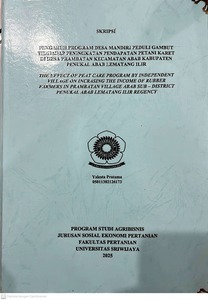 SKRIPSI
PENGARUH PROGRAM DESA MANDIRI PEDULI GAMBUT
TERHADAP PENINGKATAN PENDAPATAN PETANI KARET
DI DESA PRAMBATAN KECAMATAN ABAB KABUPATEN
PENUKAL ABAB LEMATANG ILIR
THE EFFECT OF PEAT CARE PROGRAM BY INDEPENDENT
VILLAGE ON INCRASING THE INCOME OF RUBBER
FARMERS IN PRAMBATAN VILLAGE ABAB SUB - DISTRICT
PENUKAL ABAB LEMATANG ILIR REGENCY
Yolanta Pratama
05011382126173
PROGRAM STUDI AGRIBISNIS
JURUSAN SOSIAL EKONOMI PERTANIAN
FAKULTAS PERTANIAN
UNIVERSITAS SRIWIJAYA
2025